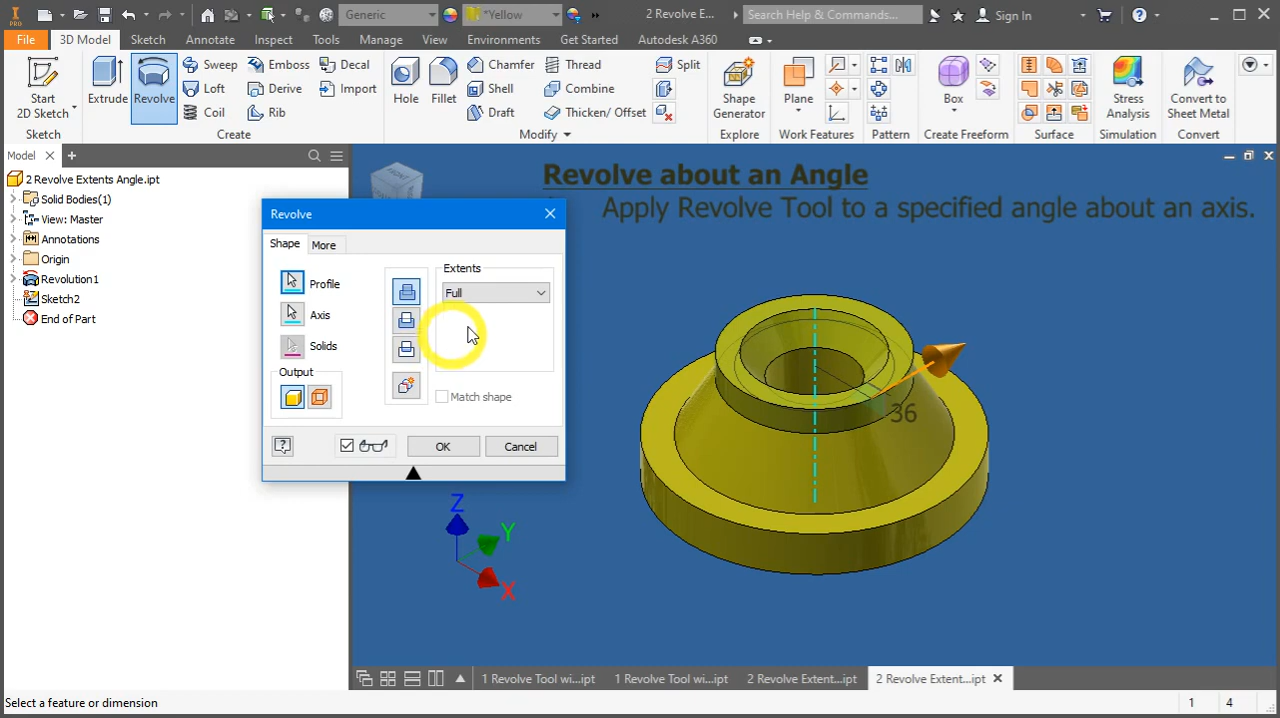 PRO
Generic
*Yellow
2 Revolve E...
Search Help & Commands...
Sign In
File
3D Model
Sketch
Annotate
Inspect
Tools
Manage
View
Environments
Get Started
Autodesk A360
Start
2D Sketch
Extrude
Revolve
Sweep
Emboss
Decal
Loft
Derive
Import
Coil
Rib
Hole
Fillet
Chamfer
Thread
Split
Shell
Combine
Draft
Thicken/ Offset
Shape
Generator
Plane
Box
Stress
Analysis
Convert to
Sheet Metal
Sketch
Create
Modify
Explore
Work Features
Pattern
Create Freeform
Surface
Simulation
Convert
Model
2 Revolve Extents Angle.ipt
Solid Bodies(1)
View: Master
Annotations
Origin
Revolution1
Sketch2
End of Part
Revolve about an Angle
Apply Revolve Tool to a specified angle about an axis.
FRONT
Revolve
Shape
More
Profile
Axis
Solids
Output
Extents
Full
Match shape
OK
Cancel
36
Z
Y
X
1 Revolve Tool wi...ipt
1 Revolve Tool wi...ipt
2 Revolve Extent...ipt
2 Revolve Extent...ipt
Select a feature or dimension
1
4